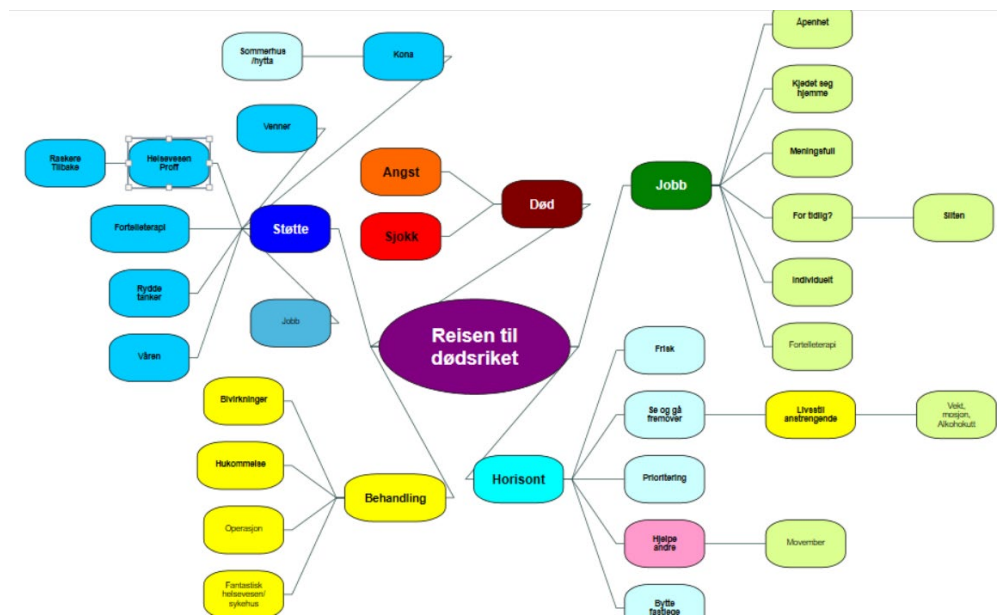 Sommerhus
/hytta
Kona
Venner
Raskere
Tilbake
Helsevesen
Proff
Fortelleterapi
Støtte
Rydde
tanker
Jobb
Våren
Angst
Sjokk
Død
Reisen til
dødsriket
Jobb
Åpenhet
Kjedet seg
hjemme
Meningsfull
For tidlig?
Sliten
Individuelt
Fortelleterapi
Bivirkninger
Hukommelse
Operasjon
Fantastisk
helsevesen/
sykehus
Behandling
Horisont
Frisk
Se og gå
fremover
Livsstil
anstrengende
Vekt,
mosjon,
Alkohokutt
Prioritering
Hjelpe
andre
Movember
Bytte
fastlege